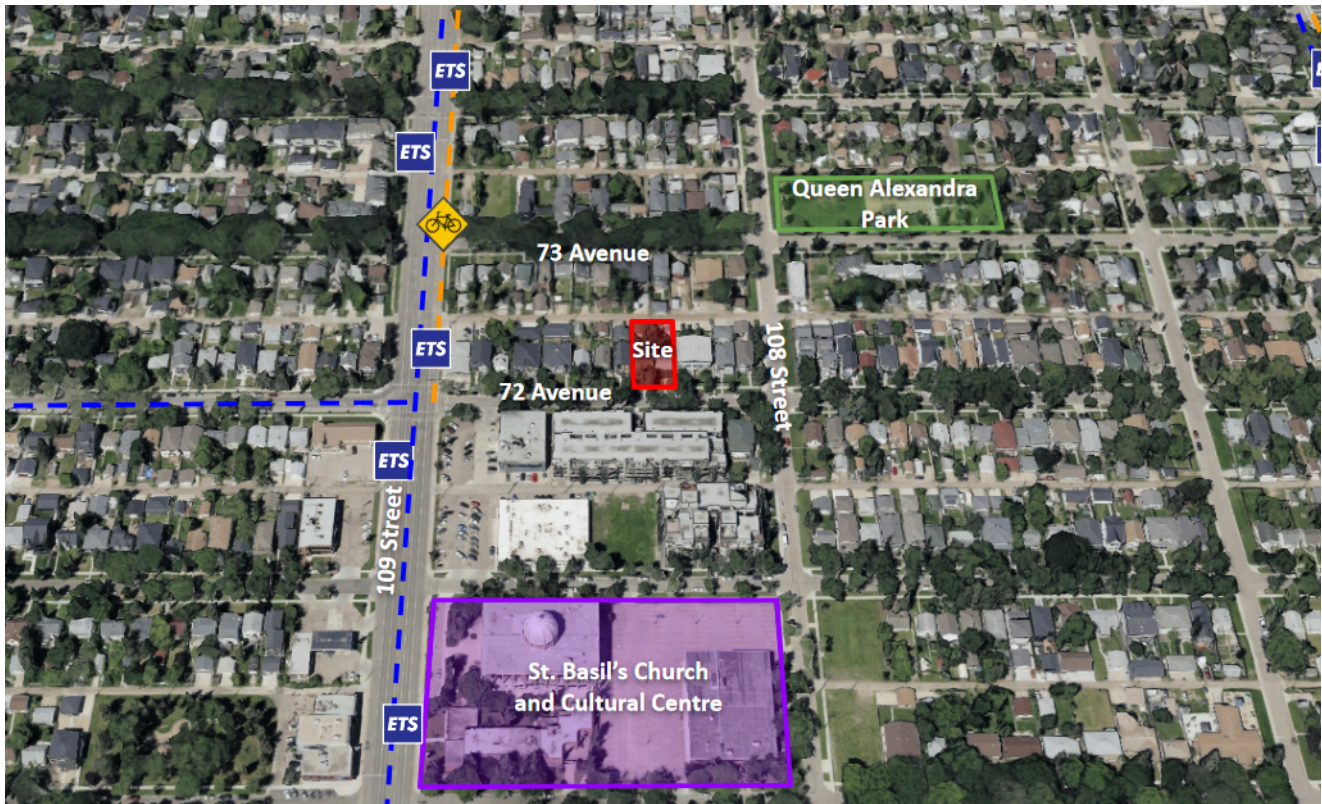 ETS
ETS
Queen Alexandra
Park
73 Avenue
ETS
Site
108 Street
72 Avenue
ETS
109 Street
St. Basil's Church
and Cultural Centre
ETS